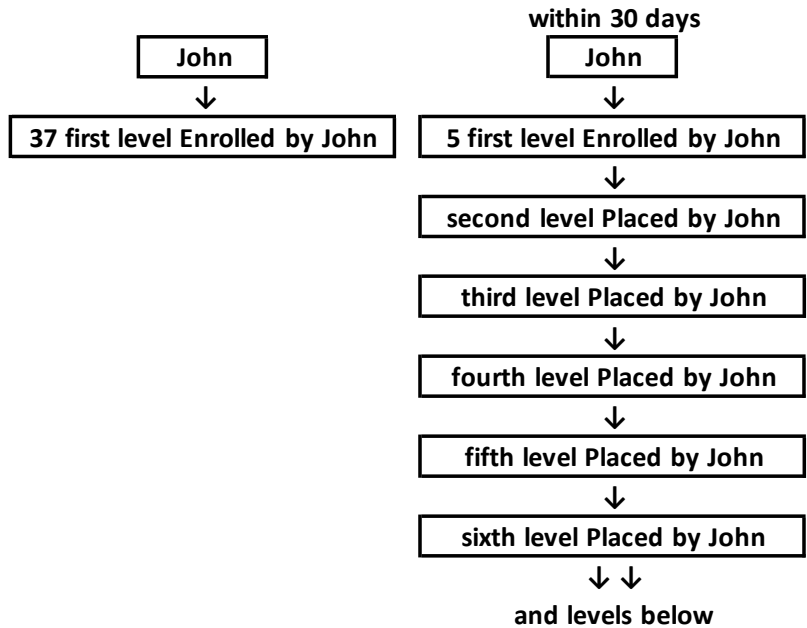 John
↓
37 first level Enrolled by John
within 30 days
John
↓
5 first level Enrolled by John
↓
second level Placed by John
↓
third level Placed by John
↓
fourth level Placed by John
↓
fifth level Placed by John
↓
sixth level Placed by John
↓ ↓
and levels below